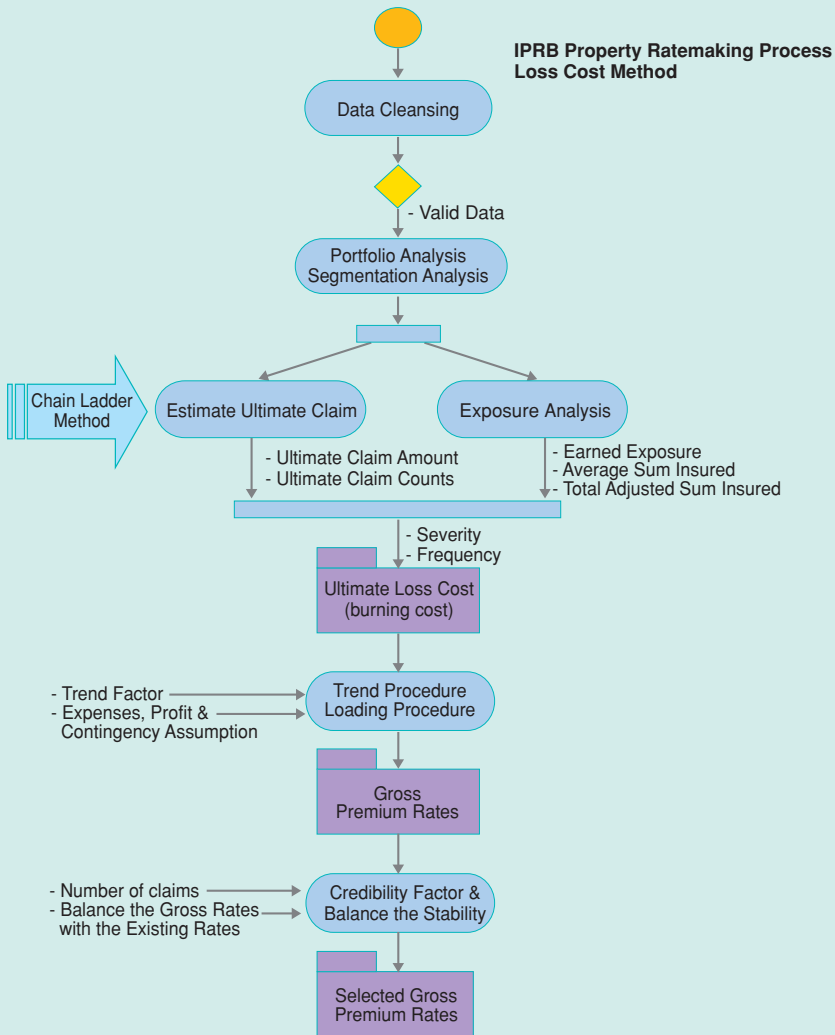 IPRB Property Ratemaking Process
Loss Cost Method
Data Cleansing
- Valid Data
Portfolio Analysis
Segmentation Analysis
Chain Ladder
Method
Estimate Ultimate Claim
Exposure Analysis
- Ultimate Claim Amount
- Ultimate Claim Counts
- Earned Exposure
- Average Sum Insured
- Total Adjusted Sum Insured
- Severity
- Frequency
Ultimate Loss Cost
(burning cost)
- Trend Factor
- Expenses, Profit &
Contingency Assumption
Trend Procedure
Loading Procedure
Gross
Premium Rates
- Number of claims
- Balance the Gross Rates
with the Existing Rates
Credibility Factor &
Balance the Stability
Selected Gross
Premium Rates